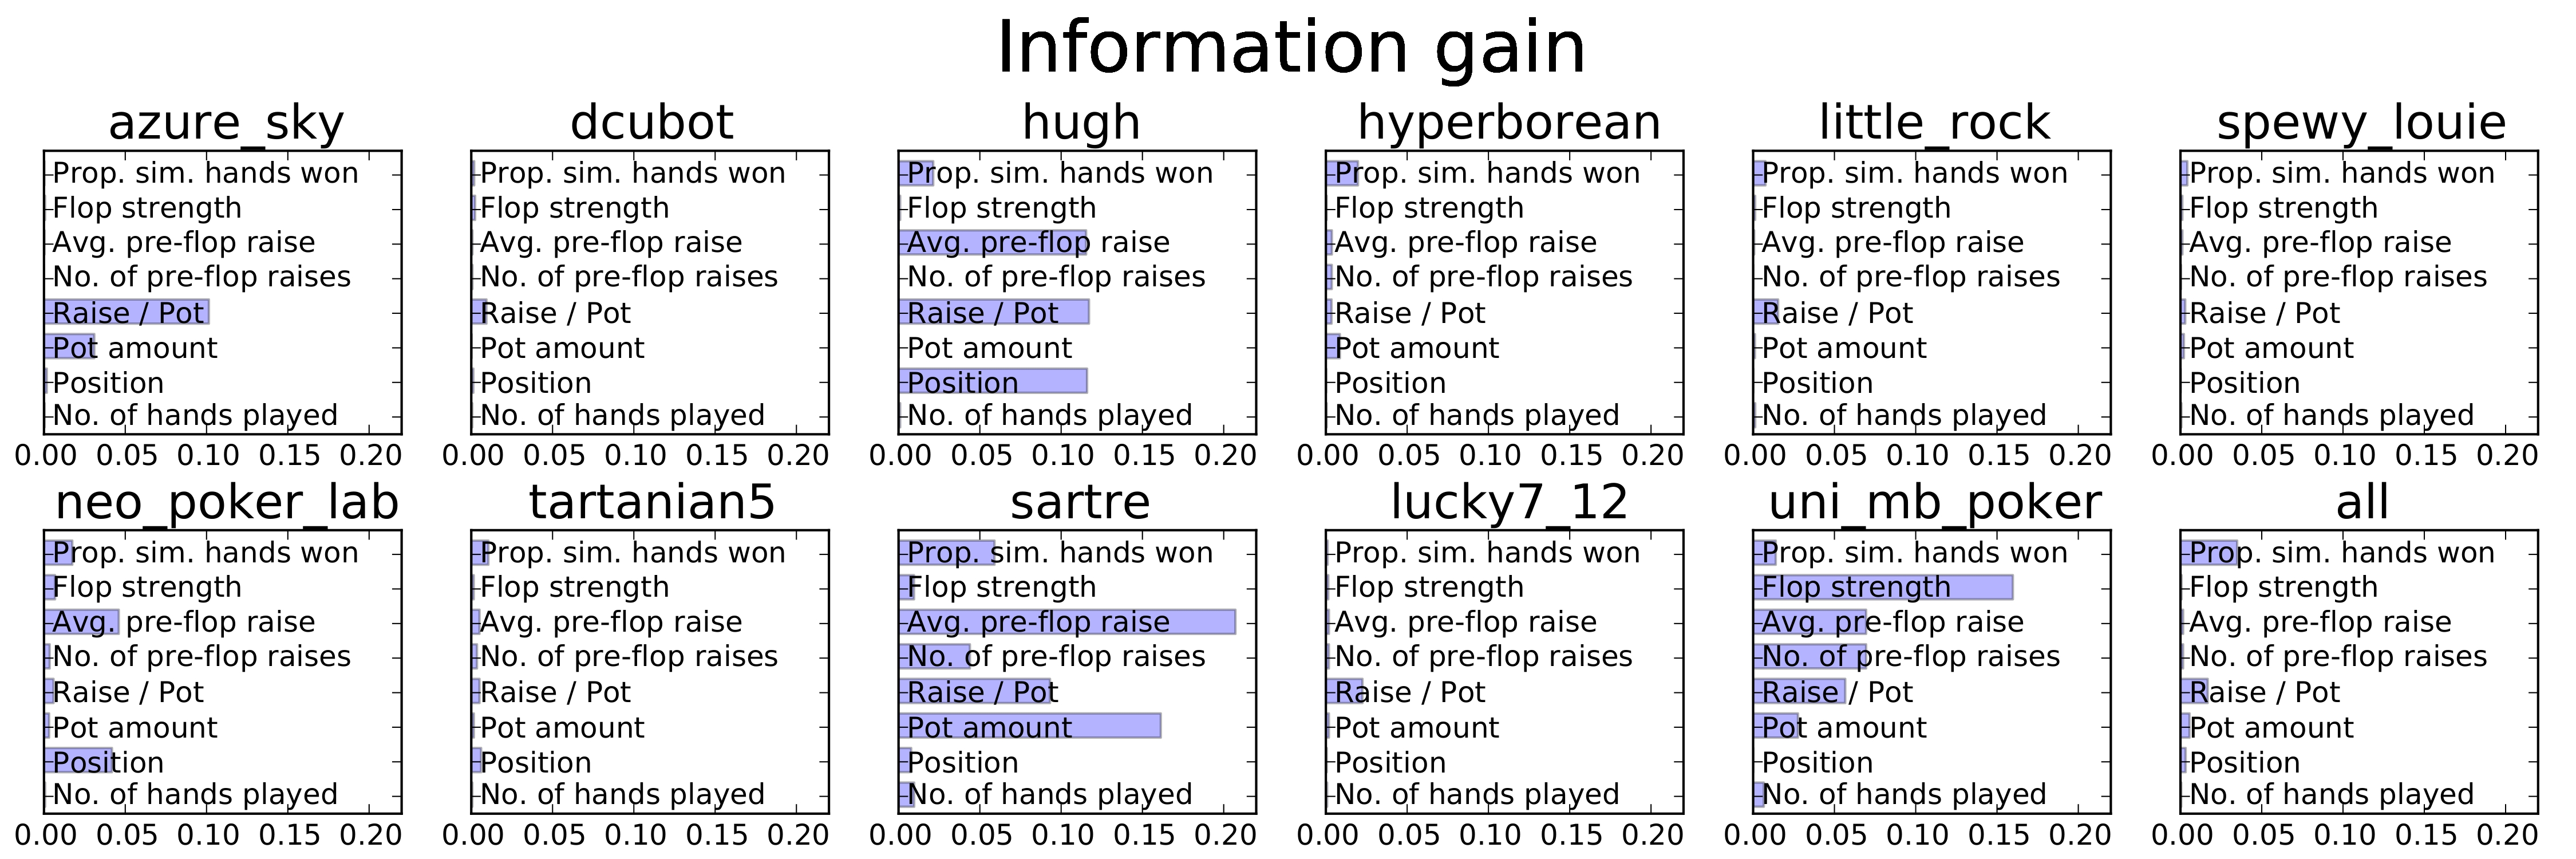 Information gain
azure_sky
Prop. sim. hands won
Flop strength
Avg. pre-flop raise
No. of pre-flop raises
Raise / Pot
Pot amount
Position
No. of hands played
0.00 0.05 0.10 0.15 0.20
dcubot
Prop. sim. hands won
Flop strength
Avg. pre-flop raise
No. of pre-flop raises
Raise / Pot
Pot amount
Position
No. of hands played
0.00 0.05 0.10 0.15 0.20
hugh
Prop. sim. hands won
Flop strength
Avg. pre-flop raise
No. of pre-flop raises
Raise / Pot
Pot amount
Position
No. of hands played
0.00 0.05 0.10 0.15 0.20
hyperborean
Prop. sim. hands won
Flop strength
Avg. pre-flop raise
No. of pre-flop raises
Raise / Pot
Pot amount
Position
No. of hands played
0.00 0.05 0.10 0.15 0.20
little_rock
Prop. sim. hands won
Flop strength
Avg. pre-flop raise
No. of pre-flop raises
Raise / Pot
Pot amount
Position
No. of hands played
0.00 0.05 0.10 0.15 0.20
spewy_louie
Prop. sim. hands won
Flop strength
Avg. pre-flop raise
No. of pre-flop raises
Raise / Pot
Pot amount
Position
No. of hands played
0.00 0.05 0.10 0.15 0.20
neo_poker_lab
Prop. sim. hands won
Flop strength
Avg. pre-flop raise
No. of pre-flop raises
Raise / Pot
Pot amount
Position
No. of hands played
0.00 0.05 0.10 0.15 0.20
tartanian5
Prop. sim. hands won
Flop strength
Avg. pre-flop raise
No. of pre-flop raises
Raise / Pot
Pot amount
Position
No. of hands played
0.00 0.05 0.10 0.15 0.20
sartre
Prop. sim. hands won
Flop strength
Avg. pre-flop raise
No. of pre-flop raises
Raise / Pot
Pot amount
Position
No. of hands played
0.00 0.05 0.10 0.15 0.20
lucky7_12
Prop. sim. hands won
Flop strength
Avg. pre-flop raise
No. of pre-flop raises
Raise / Pot
Pot amount
Position
No. of hands played
0.00 0.05 0.10 0.15 0.20
uni_mb_poker
Prop. sim. hands won
Flop strength
Avg. pre-flop raise
No. of pre-flop raises
Raise / Pot
Pot amount
Position
No. of hands played
0.00 0.05 0.10 0.15 0.20
all
Prop. sim. hands won
Flop strength
Avg. pre-flop raise
No. of pre-flop raises
Raise / Pot
Pot amount
Position
No. of hands played
0.00 0.05 0.10 0.15 0.20